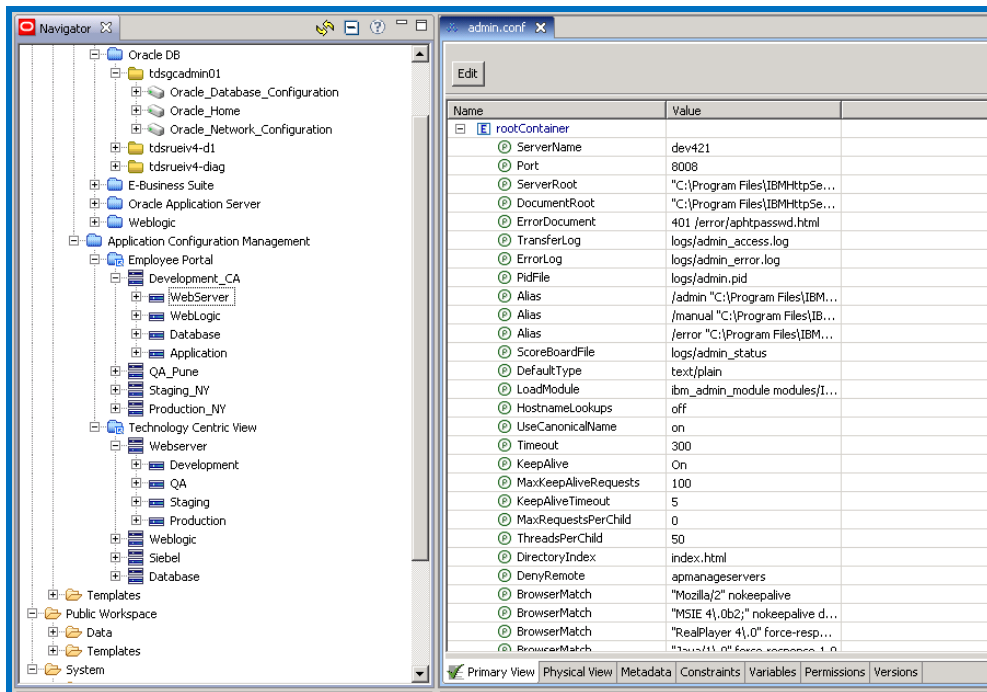 Navigator
Oracle DB
tdsgcadmin01
Oracle_Database_Configuration
Oracle_Home
Oracle_Network_Configuration
tdsrueiv4-d1
tdsrueiv4-diag
E-Business Suite
Oracle Application Server
Weblogic
Application Configuration Management
Employee Portal
Development_CA
WebServer
WebLogic
Database
Application
QA_Pune
Staging_NY
Production_NY
Technology Centric View
Webserver
Development
QA
Staging
Production
Weblogic
Siebel
Database
Templates
Public Workspace
Data
Templates
System
admin.conf
Edit
Name Value
E rootContainer
P ServerName dev421
P Port 8008
P ServerRoot "C:\Program Files\IBMHttpSe...
P DocumentRoot "C:\Program Files\IBMHttpSe...
P ErrorDocument 401 /error/aphtpasswd.html
P TransferLog logs/admin_access.log
P ErrorLog logs/admin_error.log
P PidFile logs/admin.pid
P Alias /admin "C:\Program Files\IBM...
P Alias /manual "C:\Program Files\IB...
P Alias /error "C:\Program Files\IBM...
P ScoreBoardFile logs/admin_status
P DefaultType text/plain
P LoadModule ibm_admin_module modules/I...
P HostnameLookups off
P UseCanonicalName on
P Timeout 300
P KeepAlive On
P MaxKeepAliveRequests 100
P KeepAliveTimeout 5
P MaxRequestsPerChild 0
P ThreadsPerChild 50
P DirectoryIndex index.html
P DenyRemote apmanageservers
P BrowserMatch "Mozilla/2" nokeepalive
P BrowserMatch "MSIE 4\.0b2;" nokeepalive d...
P BrowserMatch "RealPlayer 4\.0" force-resp...
P BrowserMatch "Java/1\.0" force-response-1.0
Primary View Physical View Metadata Constraints Variables Permissions Versions